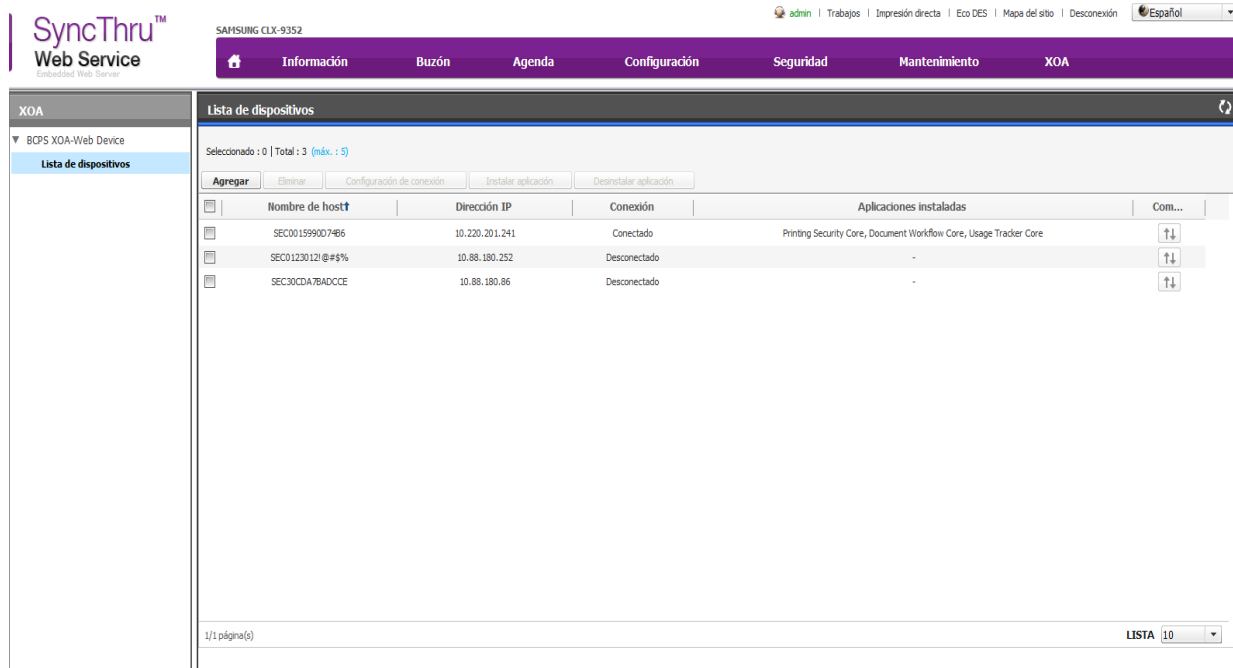 SyncThru™
Web Service
Embedded Web Server
admin | Trabajos | Impresión directa | Eco DES | Mapa del sitio | Desconexión
Español
SAMSUNG CLX-9352
Información Buzón Agenda Configuración Seguridad Mantenimiento XOA
XOA
BCPS XOA-Web Device
Lista de dispositivos
Lista de dispositivos
Seleccionado : 0 | Total : 3 (máx. : 5)
Agregar Eliminar Configuración de conexión Instalar aplicación Desinstalar aplicación
Nombre de host Dirección IP Conexión Aplicaciones instaladas Com...
SEC0015990D74B6 10.220.201.241 Conectado Printing Security Core, Document Workflow Core, Usage Tracker Core
SEC0123012!@#$% 10.88.180.252 Desconectado -
SEC30CDA7BADCCE 10.88.180.86 Desconectado -
1/1 página(s)
LISTA 10